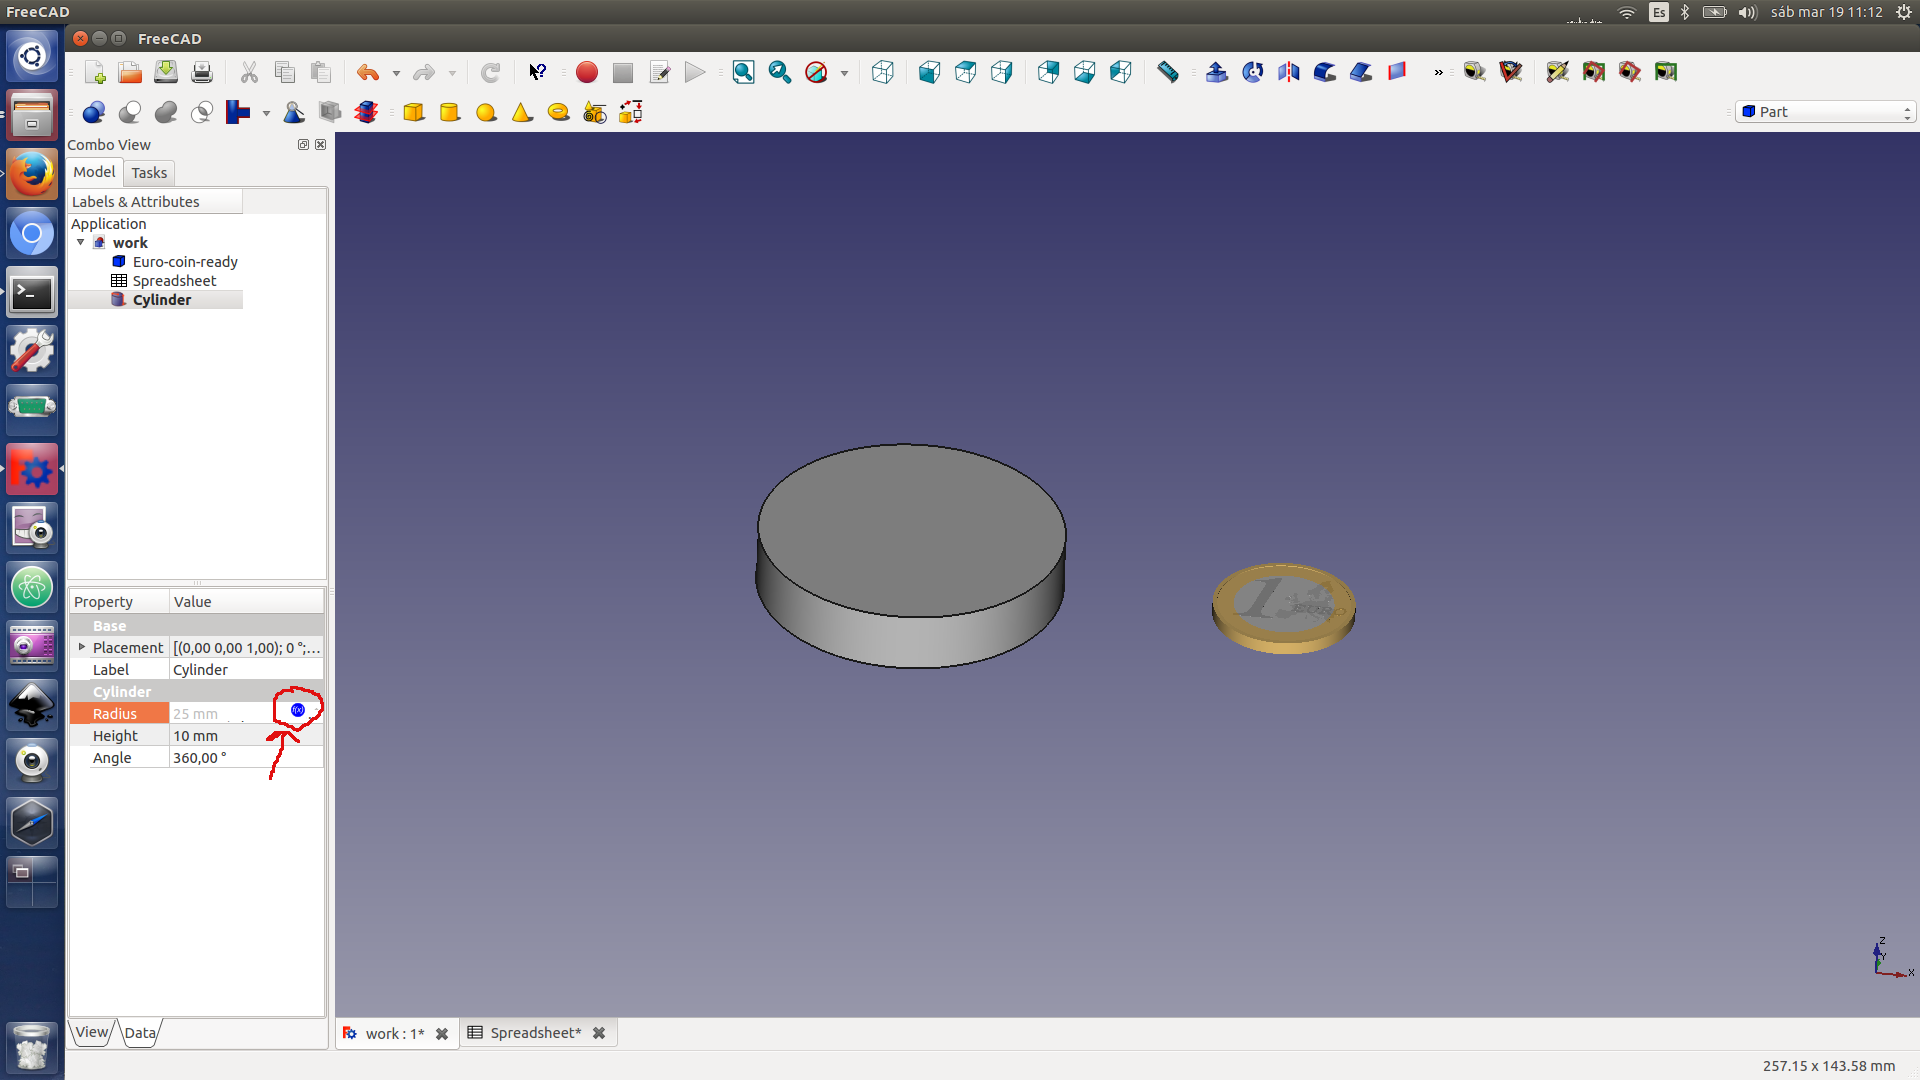 FreeCAD
Es
sáb mar 19 11:12
FreeCAD
»
Part
Combo View
Model
Tasks
Labels & Attributes
Application
work
Euro-coin-ready
Spreadsheet
Cylinder
Property Value
Base
Placement [(0,00 0,00 1,00); 0 °;...
Label Cylinder
Cylinder
Radius 25 mm f(x)
Height 10 mm
Angle 360,00 °
1
EURO
Z
Y
X
View Data
work : 1*
Spreadsheet*
257.15 x 143.58 mm